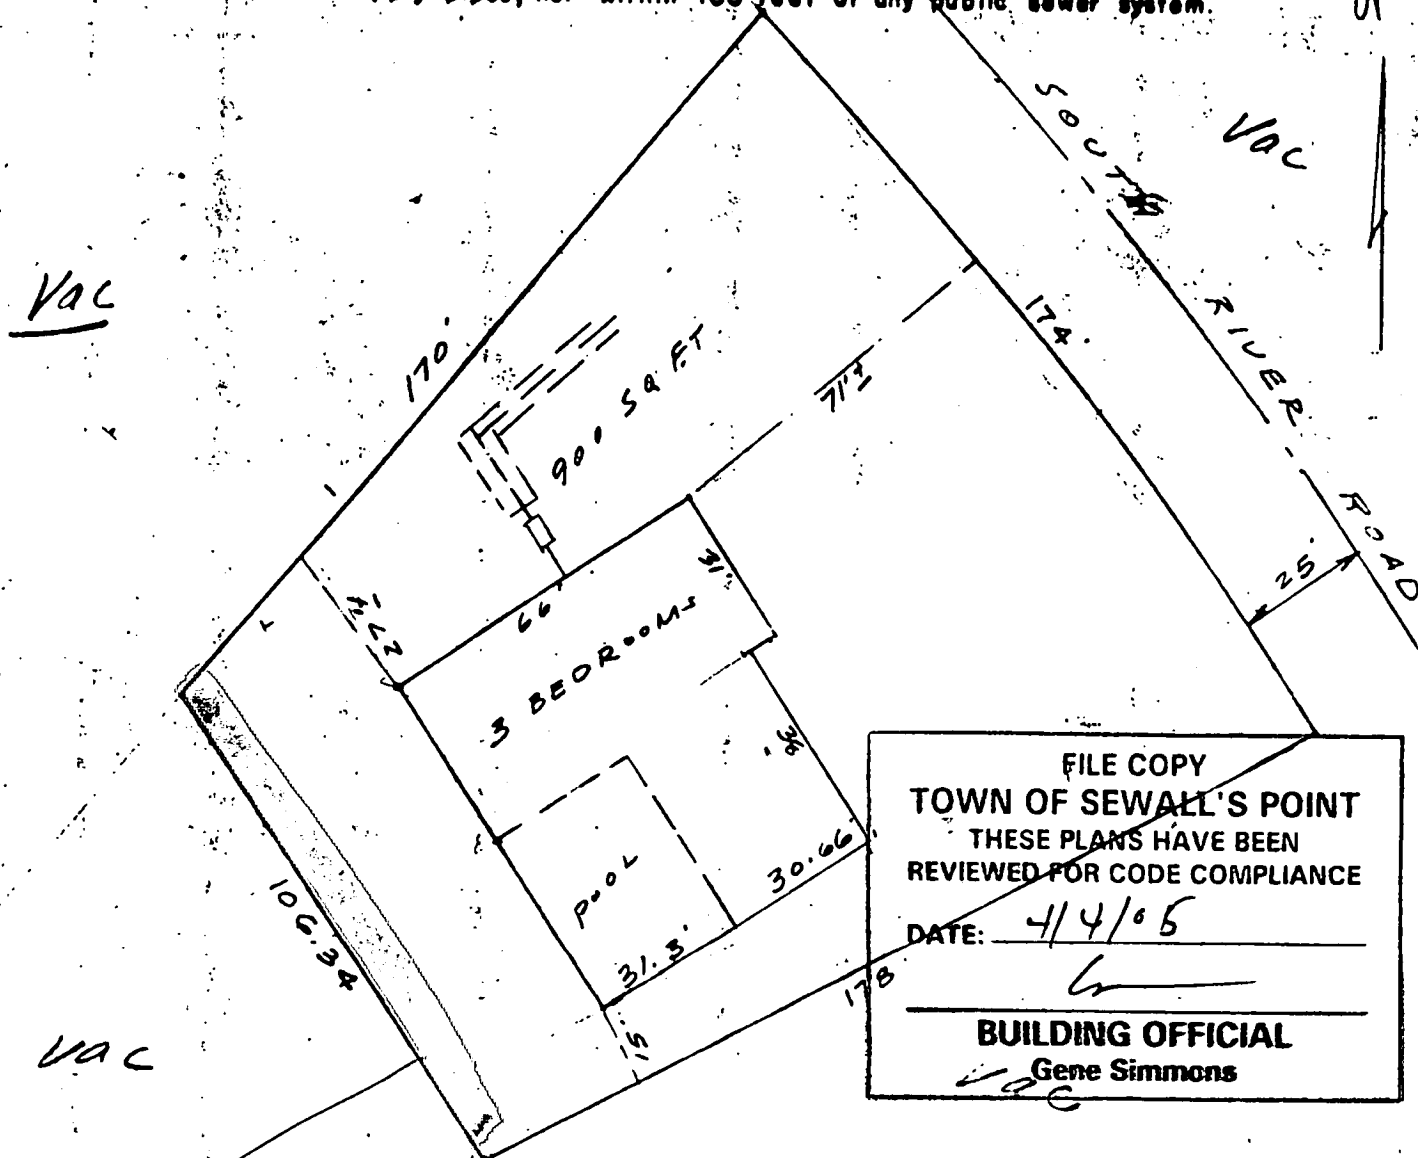 feet of any public sewer system.
SOUTH RIVER ROAD
Vac
Vac
170'
174'
71'±
900 SQ FT
27'±
66'
31'
3 BEDROOMS
25'
36'
POOL
30.66'
31.3'
106.34
15'
178
Vac
Vac
FILE COPY
TOWN OF SEWALL'S POINT
THESE PLANS HAVE BEEN
REVIEWED FOR CODE COMPLIANCE
DATE: 4/4/05
BUILDING OFFICIAL
Gene Simmons